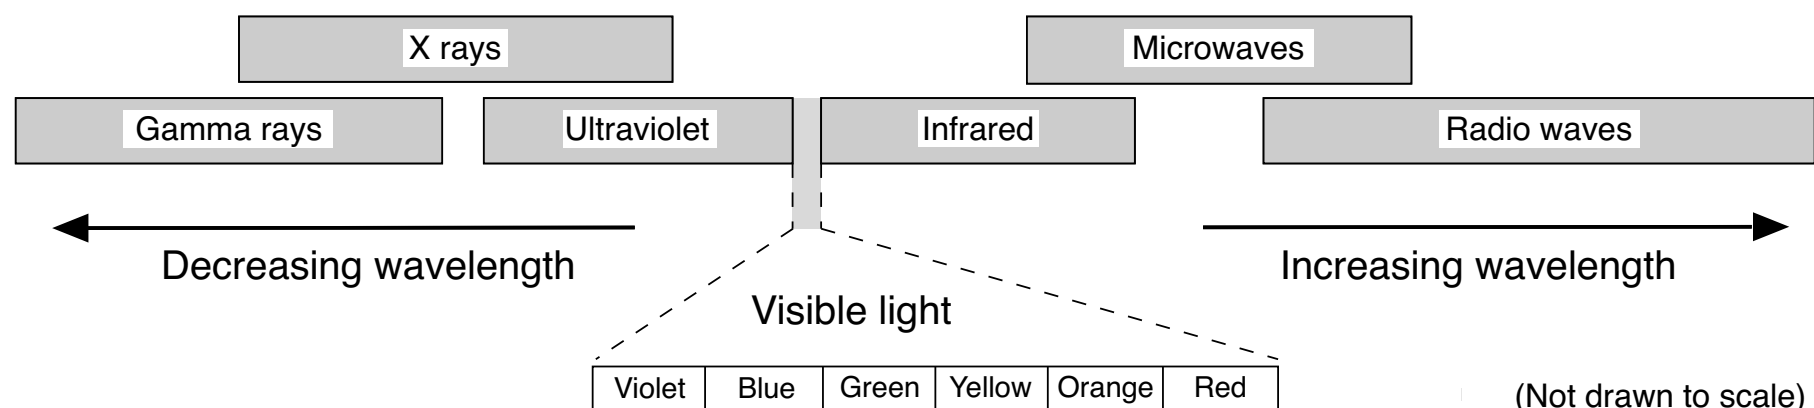 X rays
Microwaves
Gamma rays
Ultraviolet
Infrared
Radio waves
Decreasing wavelength
Increasing wavelength
Visible light
Violet
Blue
Green
Yellow
Orange
Red
(Not drawn to scale)